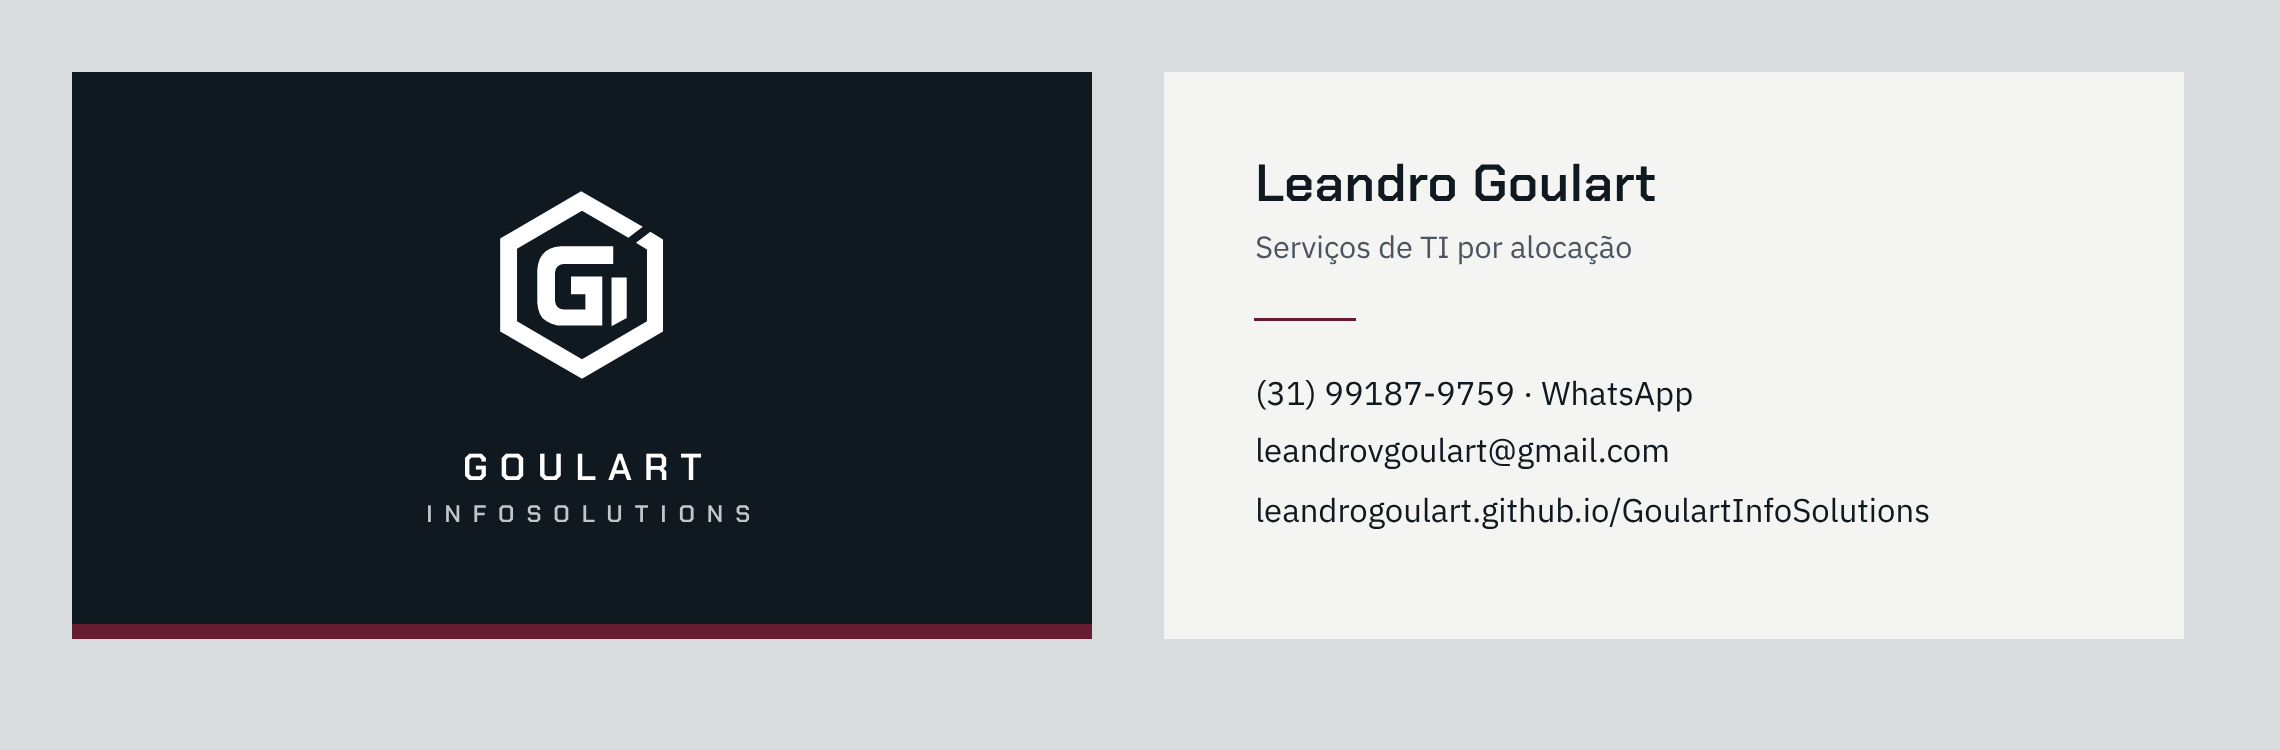 Gi
GOULART
INFOSOLUTIONS
Leandro Goulart
Serviços de TI por alocação
(31) 99187-9759 · WhatsApp
leandrovgoulart@gmail.com
leandrogoulart.github.io/GoulartInfoSolutions